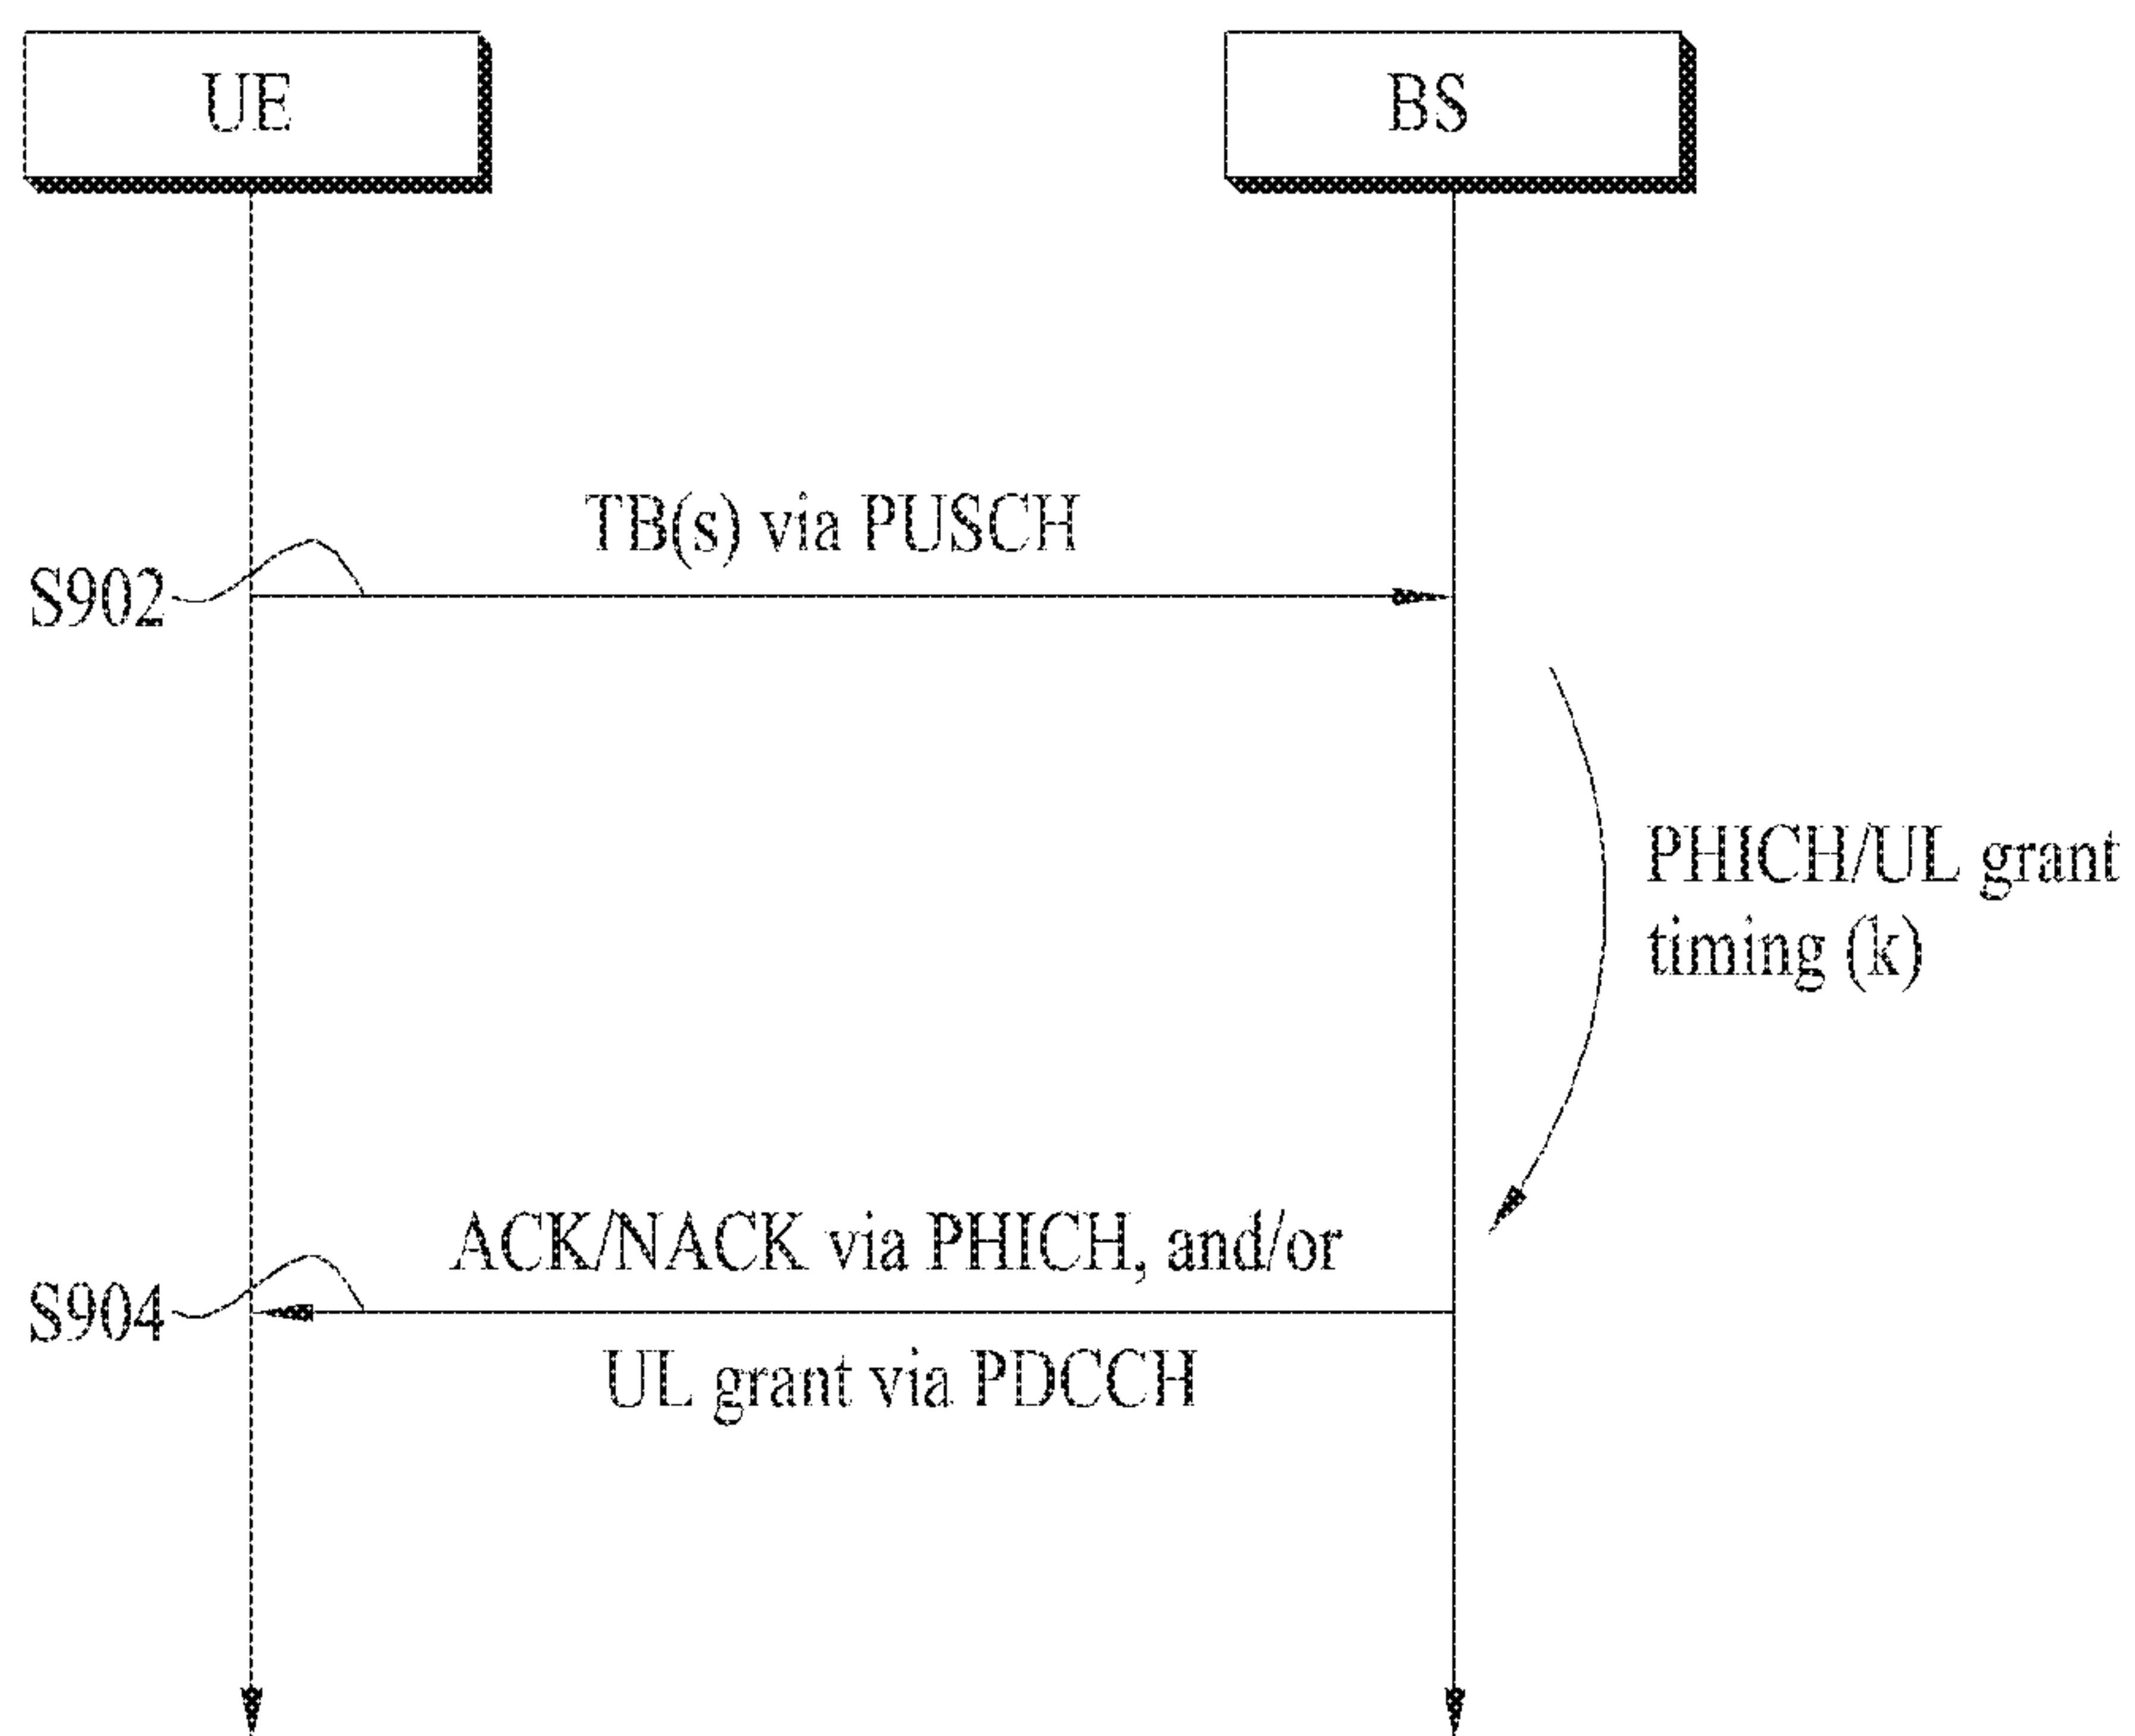 UE
BS
TB(s) via PUSCH
S902
PHICH/UL grant
timing (k)
ACK/NACK via PHICH, and/or
S904
UL grant via PDCCH